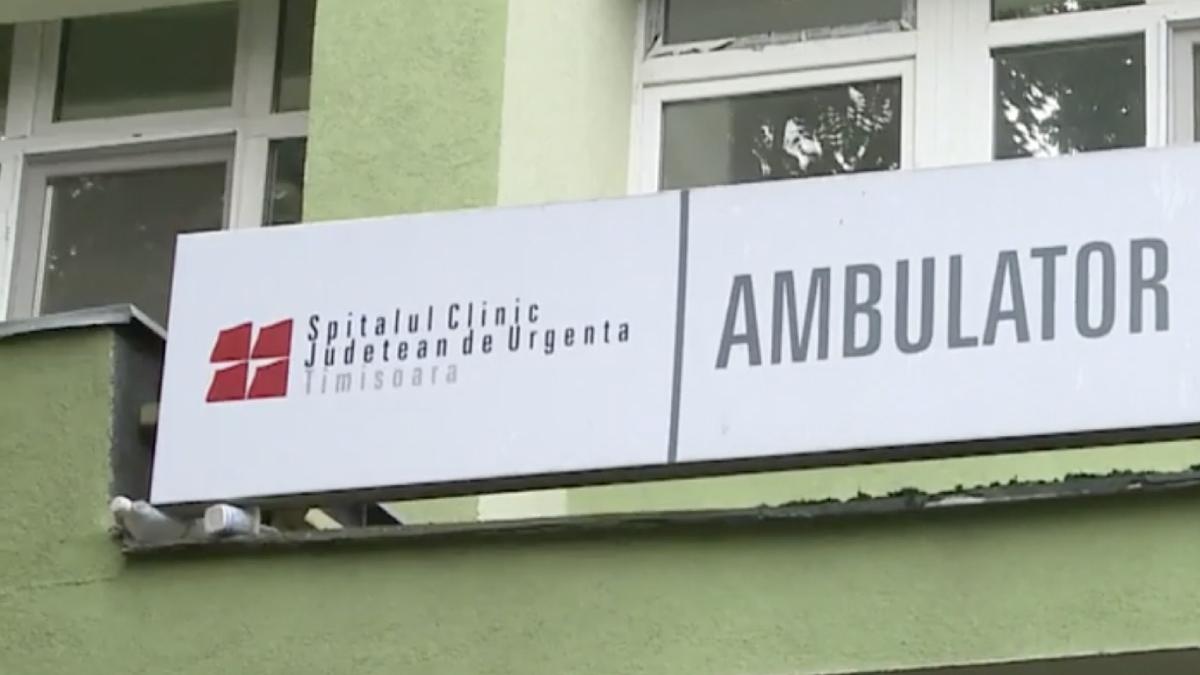 Spitalul Clinic
Judetean de Urgenta
Timisoara
AMBULATOR